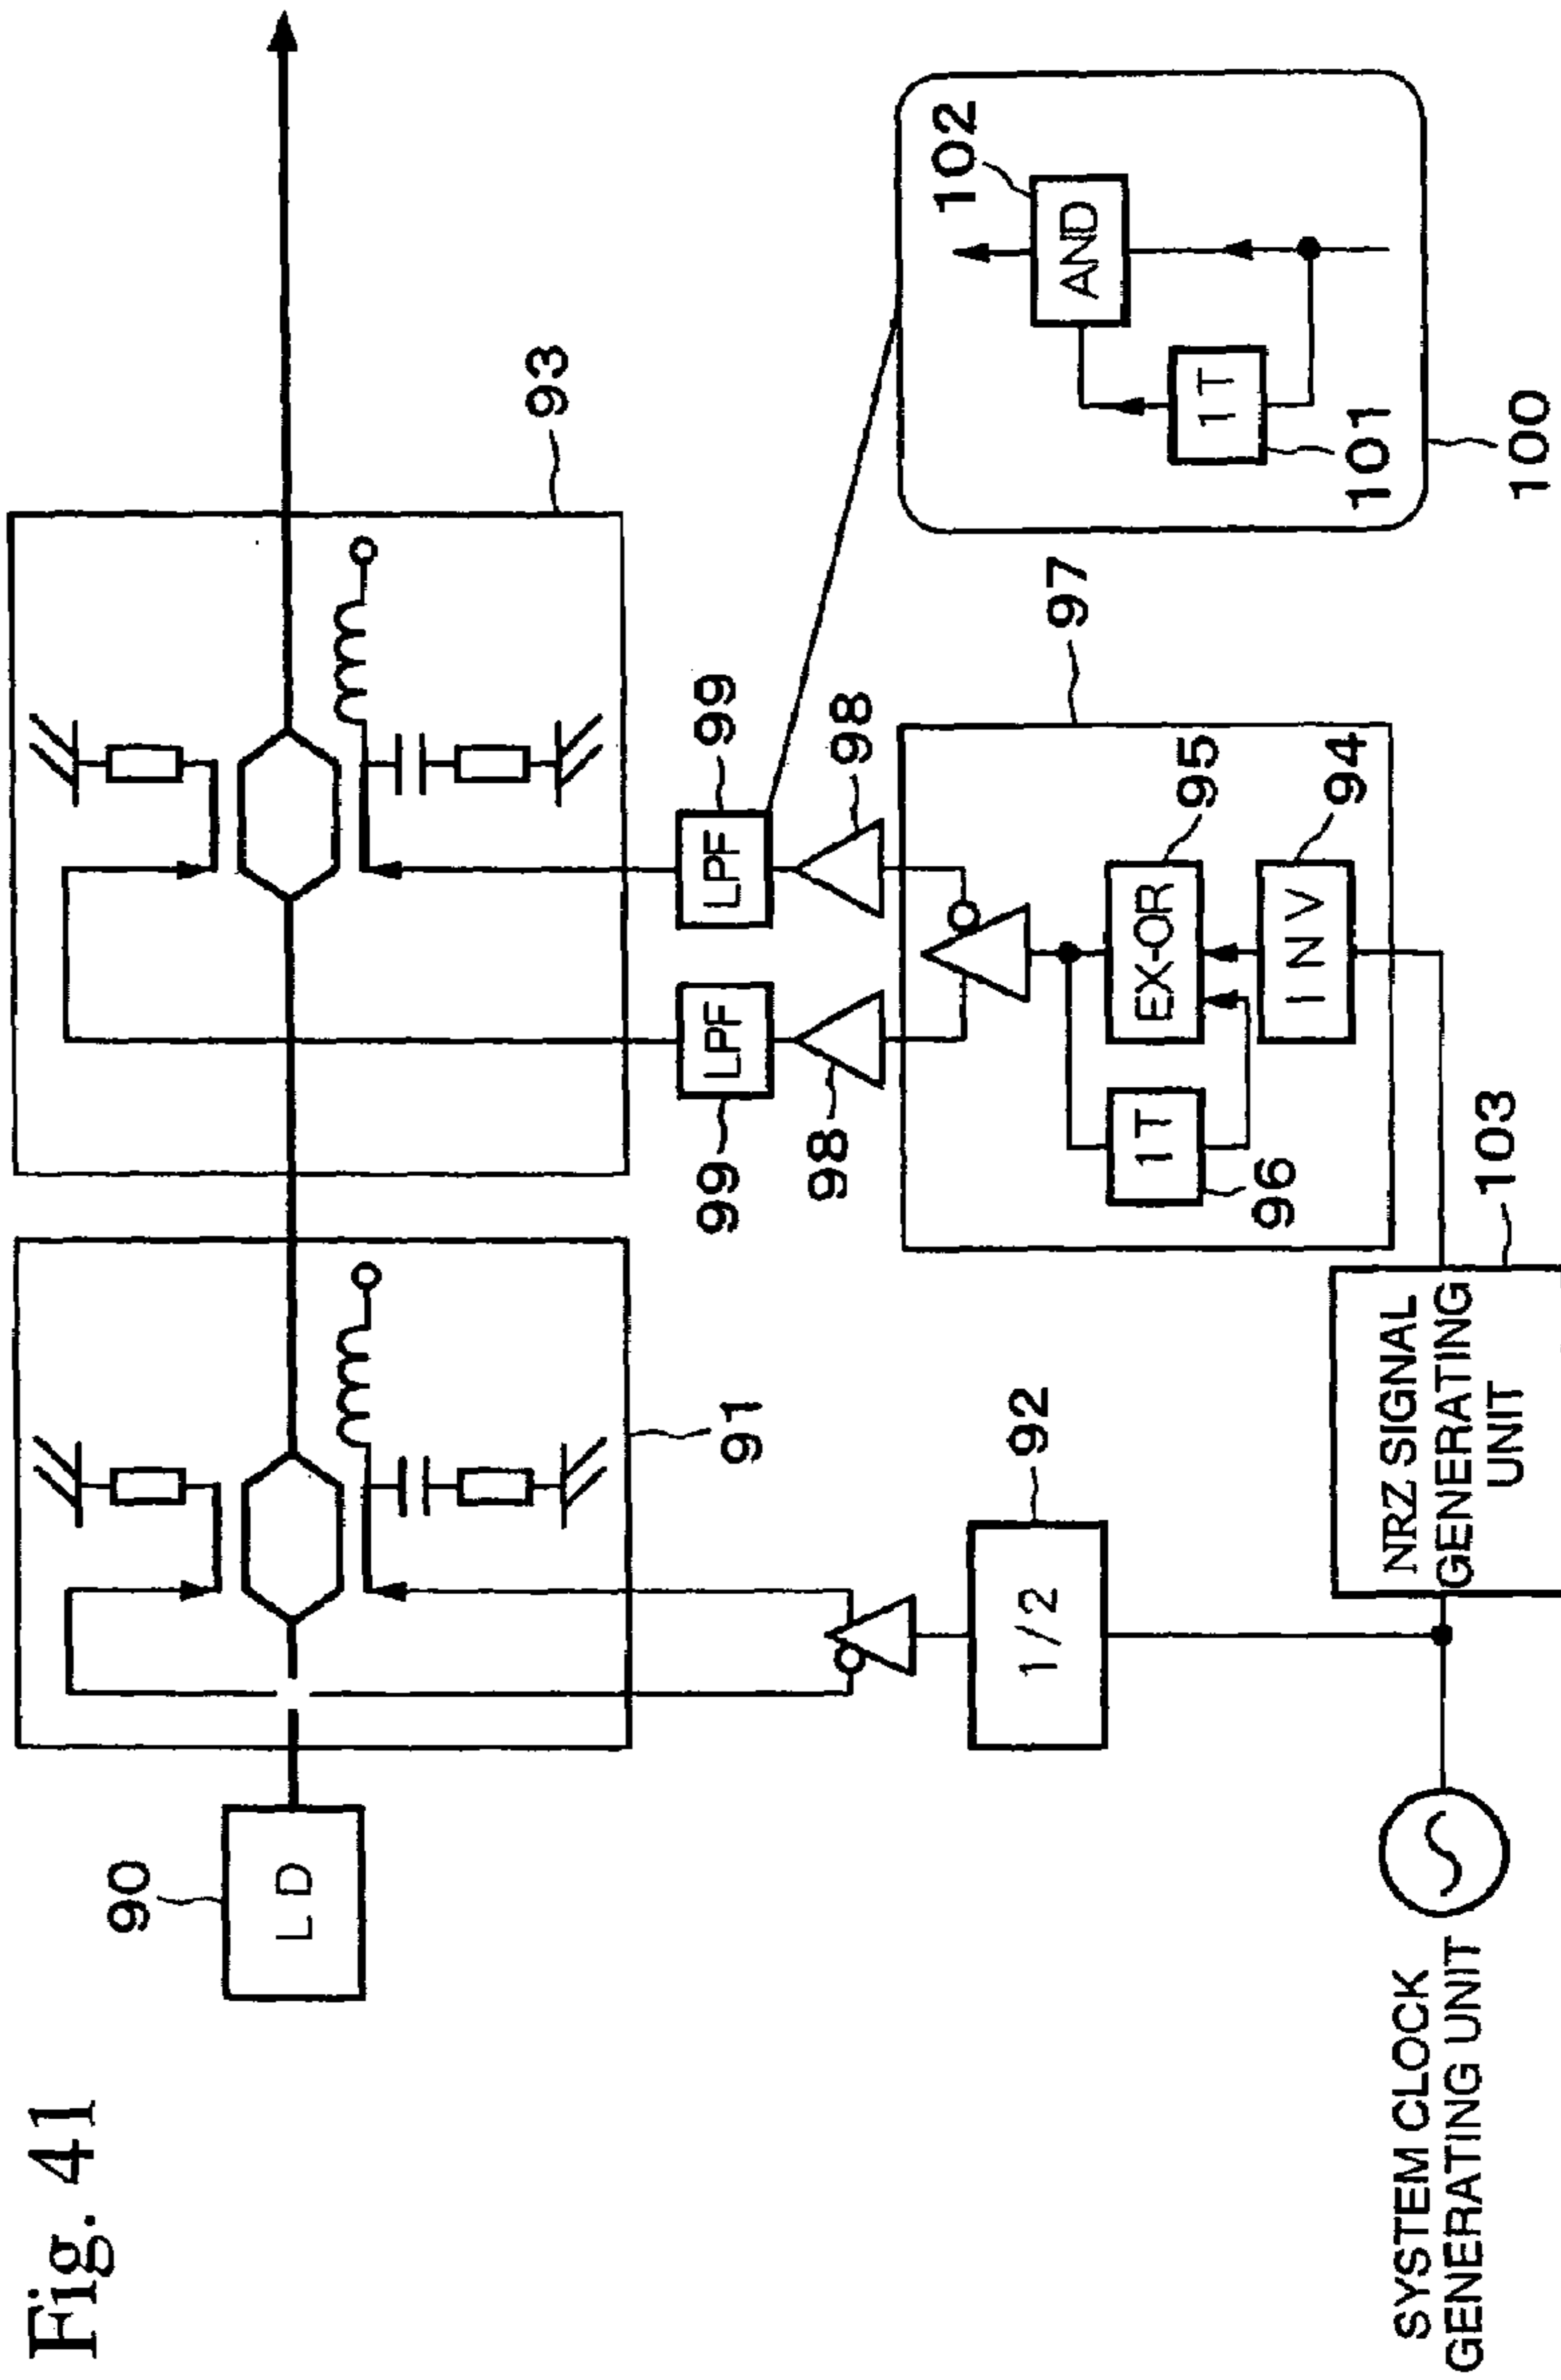 Fig. 41
90
LD
91
92
1/2
93
99
LPF
99
LPF
98
98
97
95
EX-OR
94
INV
1T
96
102
AND
1T
101
100
103
NRZ SIGNAL
GENERATING
UNIT
SYSTEM CLOCK
GENERATING UNIT